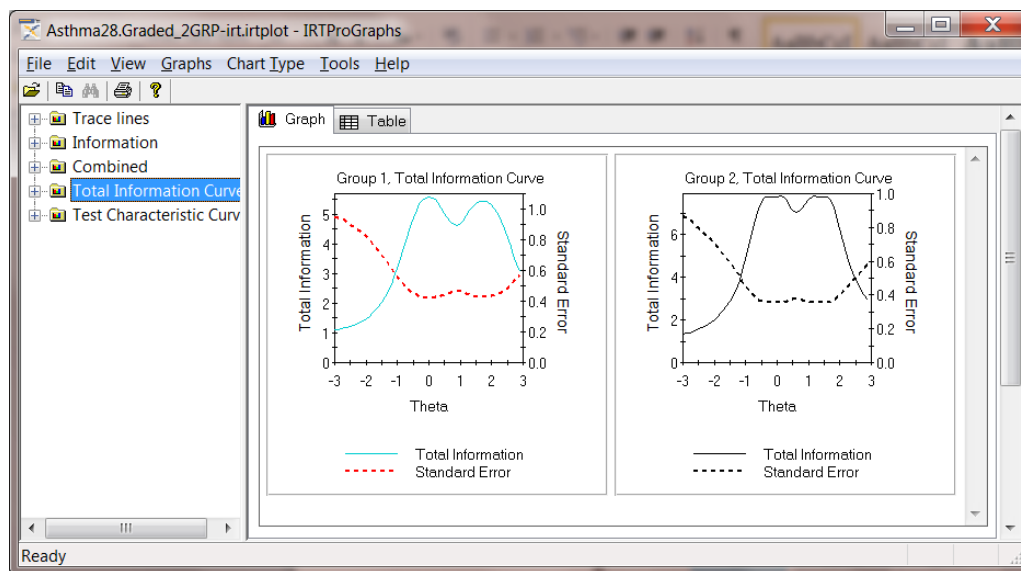 Asthma28.Graded_2GRP-irt.irtplot - IRTProGraphs
File Edit View Graphs Chart Type Tools Help
Trace lines
Information
Combined
Total Information Curve
Test Characteristic Curv
Graph Table
Group 1, Total Information Curve
Total Information
5
4
3
2
1
0
1.0
0.8
0.6
0.4
0.2
0.0
Standard Error
-3 -2 -1 0 1 2 3
Theta
Total Information
Standard Error
Group 2, Total Information Curve
Total Information
6
4
2
0
1.0
0.8
0.6
0.4
0.2
0.0
Standard Error
-3 -2 -1 0 1 2 3
Theta
Total Information
Standard Error
Ready